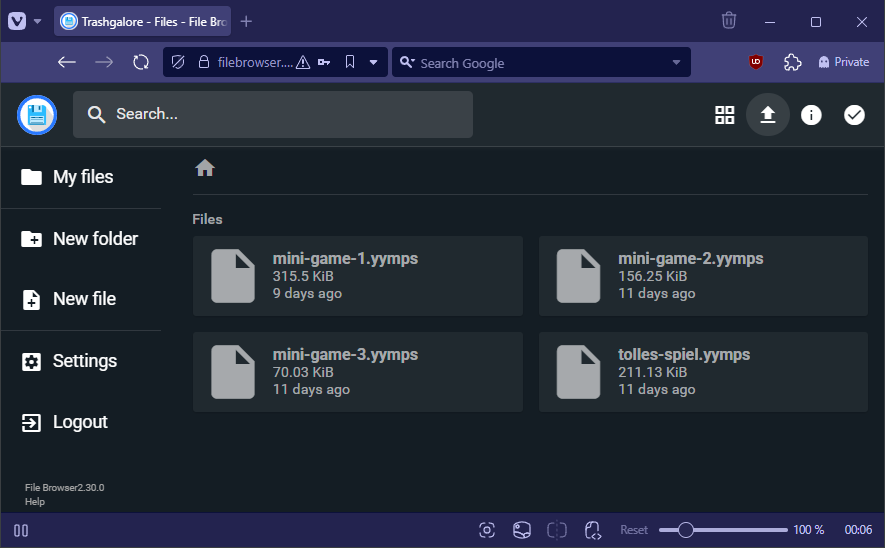 Trashgalore - Files - File Bro
filebrowser....
Search Google
Private
Search...
My files
New folder
New file
Settings
Logout
File Browser2.30.0
Help
Files
mini-game-1.yymps
315.5 KiB
9 days ago
mini-game-2.yymps
156.25 KiB
11 days ago
mini-game-3.yymps
70.03 KiB
11 days ago
tolles-spiel.yymps
211.13 KiB
11 days ago
Reset
100 %
00:06